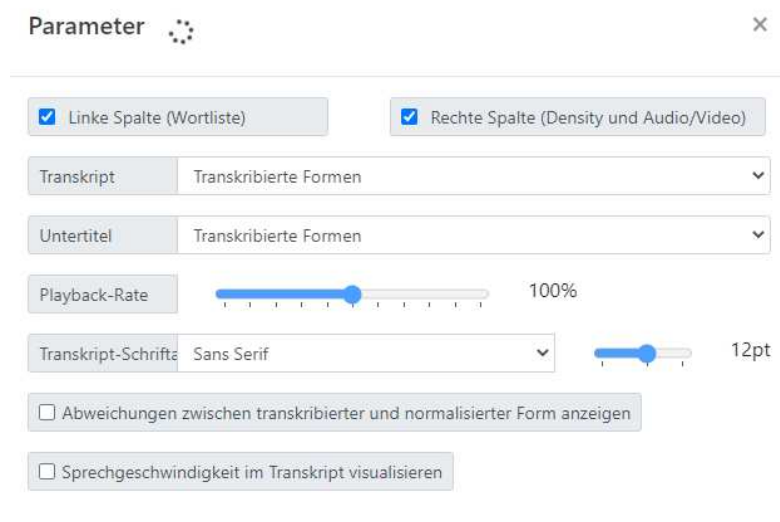 Parameter ×
Linke Spalte (Wortliste) Rechte Spalte (Density und Audio/Video)
Transkript Transkribierte Formen
Untertitel Transkribierte Formen
Playback-Rate 100%
Transkript-Schrifta Sans Serif 12pt
Abweichungen zwischen transkribierter und normalisierter Form anzeigen
Sprechgeschwindigkeit im Transkript visualisieren